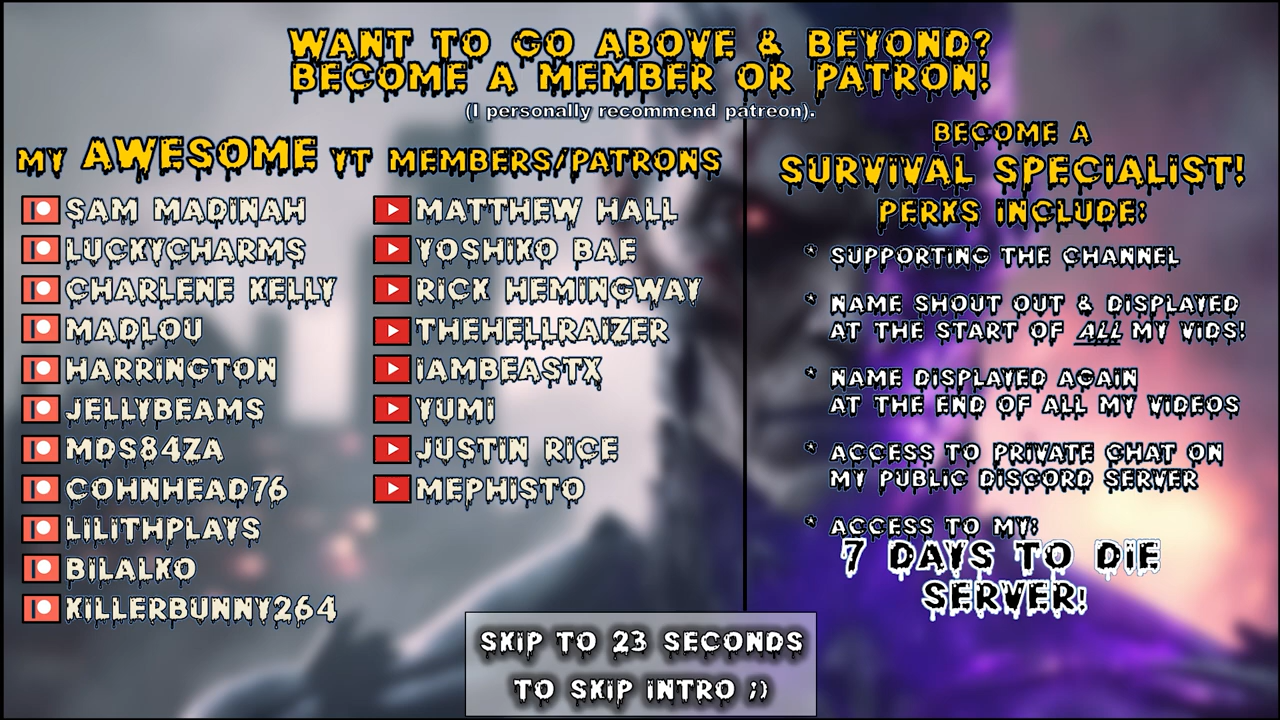 WANT TO GO ABOVE & BEYOND?
BECOME A MEMBER OR PATRON!
(I personally recommend patreon).
MY AWESOME YT MEMBERS/PATRONS
SAM MADINAH
LUCKYCHARMS
CHARLENE KELLY
MADLOU
HARRINGTON
JELLYBEAMS
MDS84ZA
COHNHEAD76
LILITHPLAYS
BILALKO
KILLERBUNNY264
MATTHEW HALL
YOSHIKO BAE
RICK HEMINGWAY
THEHELLRAIZER
IAMBEASTX
YUMI
JUSTIN RICE
MEPHISTO
BECOME A
SURVIVAL SPECIALIST!
PERKS INCLUDE:
* SUPPORTING THE CHANNEL
* NAME SHOUT OUT & DISPLAYED
AT THE START OF ALL MY VIDS!
* NAME DISPLAYED AGAIN
AT THE END OF ALL MY VIDEOS
* ACCESS TO PRIVATE CHAT ON
MY PUBLIC DISCORD SERVER
* ACCESS TO MY:
7 DAYS TO DIE
SERVER!
SKIP TO 23 SECONDS
TO SKIP INTRO ;)